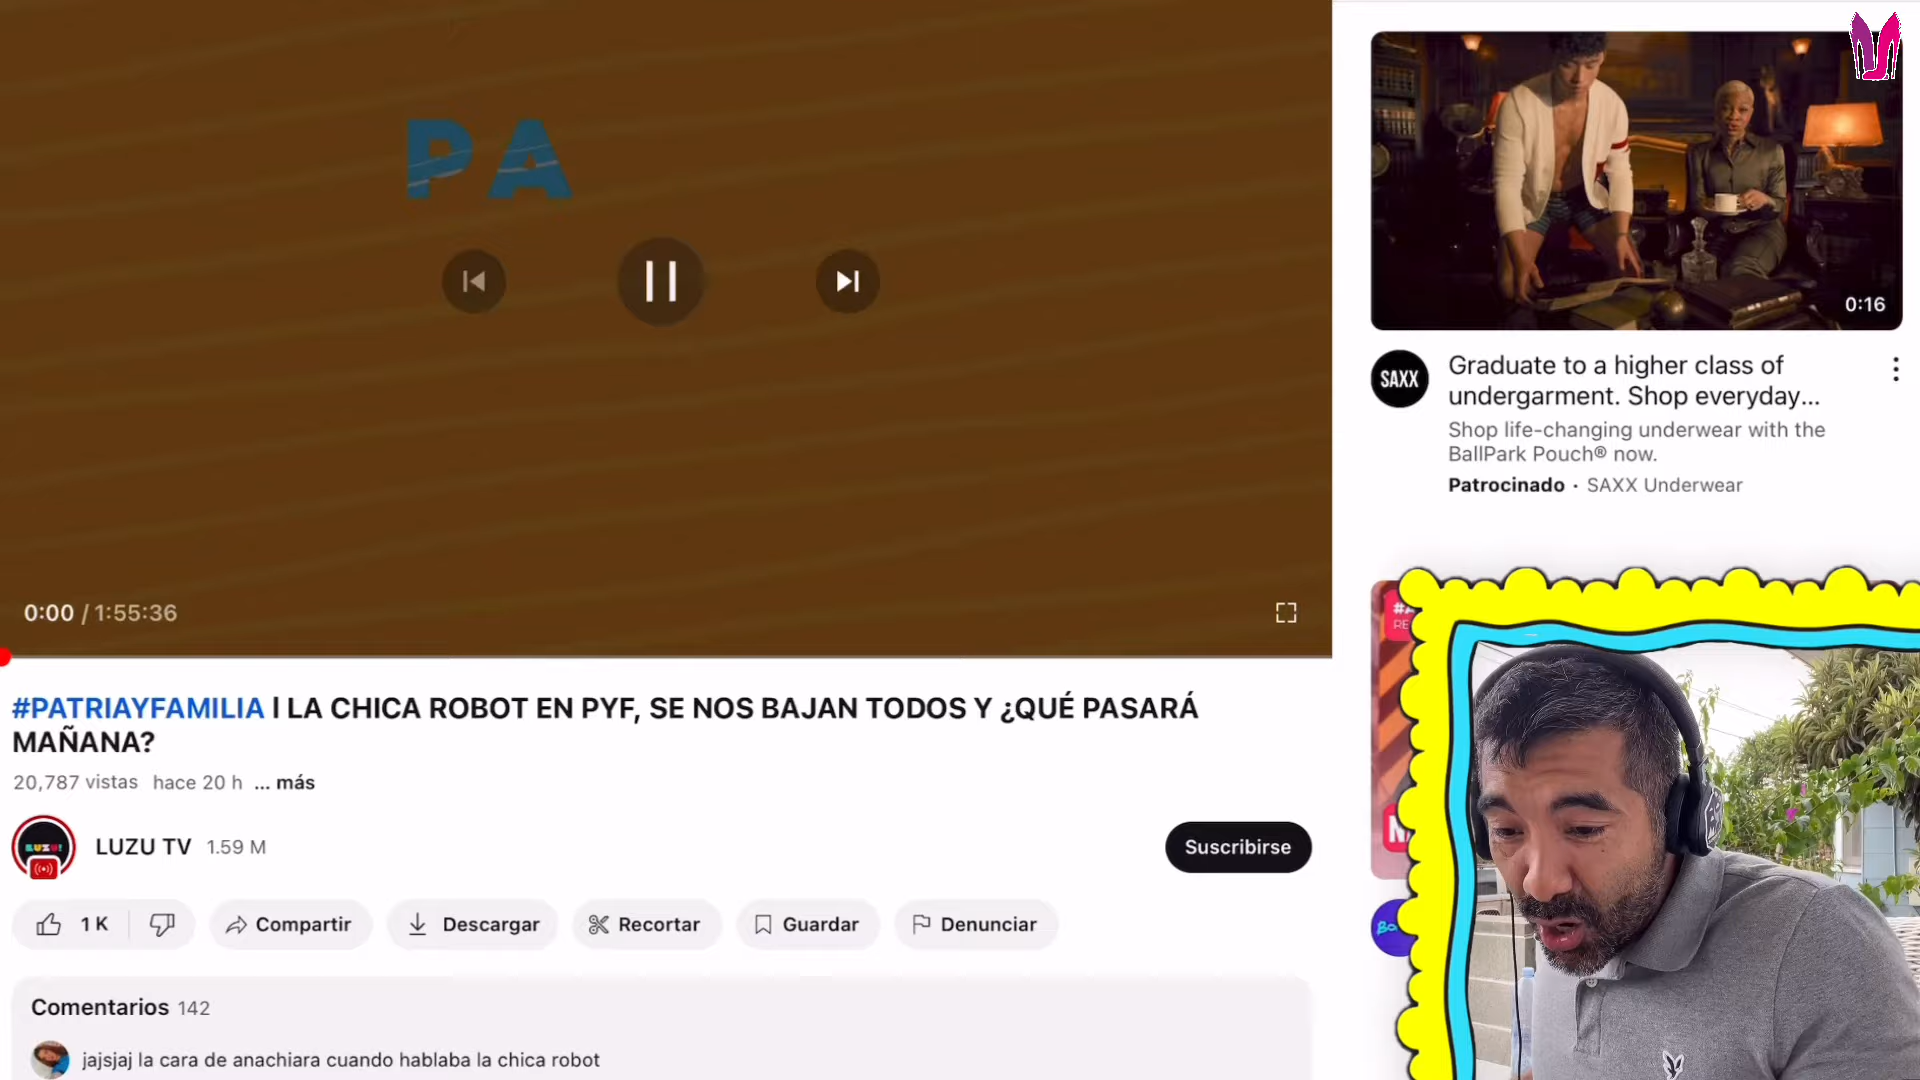 PA
0:00 / 1:55:36
#PATRIAYFAMILIA l LA CHICA ROBOT EN PYF, SE NOS BAJAN TODOS Y ¿QUÉ PASARÁ
MAÑANA?
20,787 vistas hace 20 h ... más
LUZU!
LUZU TV 1.59 M
Suscribirse
1 K
Compartir
Descargar
Recortar
Guardar
Denunciar
Comentarios 142
jajsjaj la cara de anachiara cuando hablaba la chica robot
0:16
SAXX
Graduate to a higher class of
undergarment. Shop everyday...
Shop life-changing underwear with the
BallPark Pouch® now.
Patrocinado · SAXX Underwear